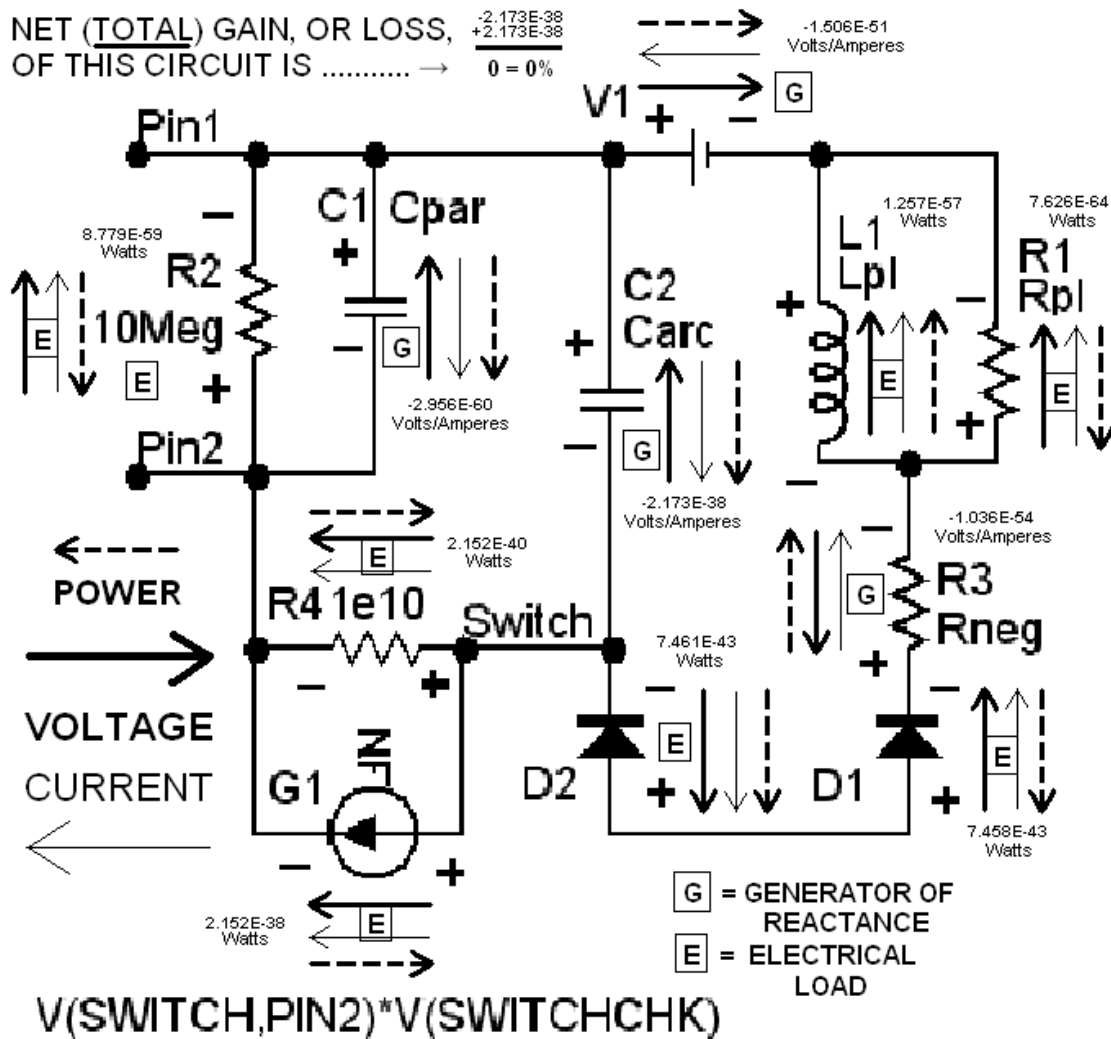 NET (TOTAL) GAIN, OR LOSS,
OF THIS CIRCUIT IS ........... →
-2.173E-38
+2.173E-38
0 = 0%
-1.506E-51
Volts/Amperes
G
V1
+ −
Pin1
8.779E-59
Watts
−
R2
10Meg
+
E
E
C1 Cpar
+
−
G
-2.956E-60
Volts/Amperes
C2
Carc
+
−
G
-2.173E-38
Volts/Amperes
1.257E-57
Watts
L1
Lpl
+
−
E
7.626E-64
Watts
R1
Rpl
−
+
E
Pin2
E
2.152E-40
Watts
R4 1e10
− +
Switch
POWER
VOLTAGE
CURRENT
-1.036E-54
Volts/Amperes
−
R3
Rneg
+
G
7.461E-43
Watts
−
D2
+
E
−
D1
+
E
7.458E-43
Watts
NF
G1
− +
2.152E-38
Watts
E
G = GENERATOR OF
REACTANCE
E = ELECTRICAL
LOAD
V(SWITCH,PIN2)*V(SWITCHCHK)